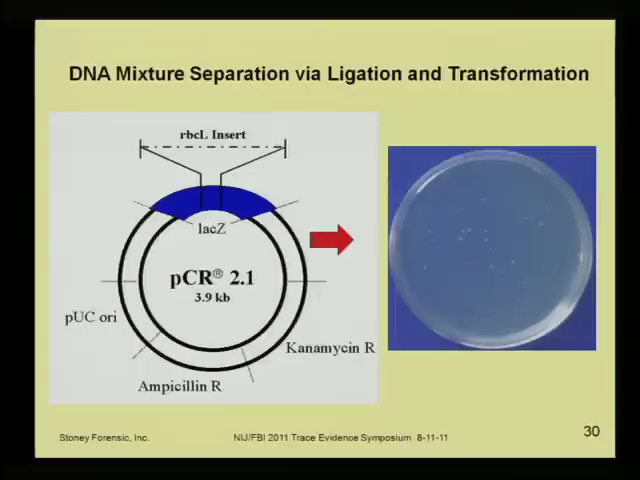 DNA Mixture Separation via Ligation and Transformation
rbcL Insert
lacZ
pCR® 2.1
3.9 kb
pUC ori
Kanamycin R
Ampicillin R
Stoney Forensic, Inc.
NIJ/FBI 2011 Trace Evidence Symposium 8-11-11
30